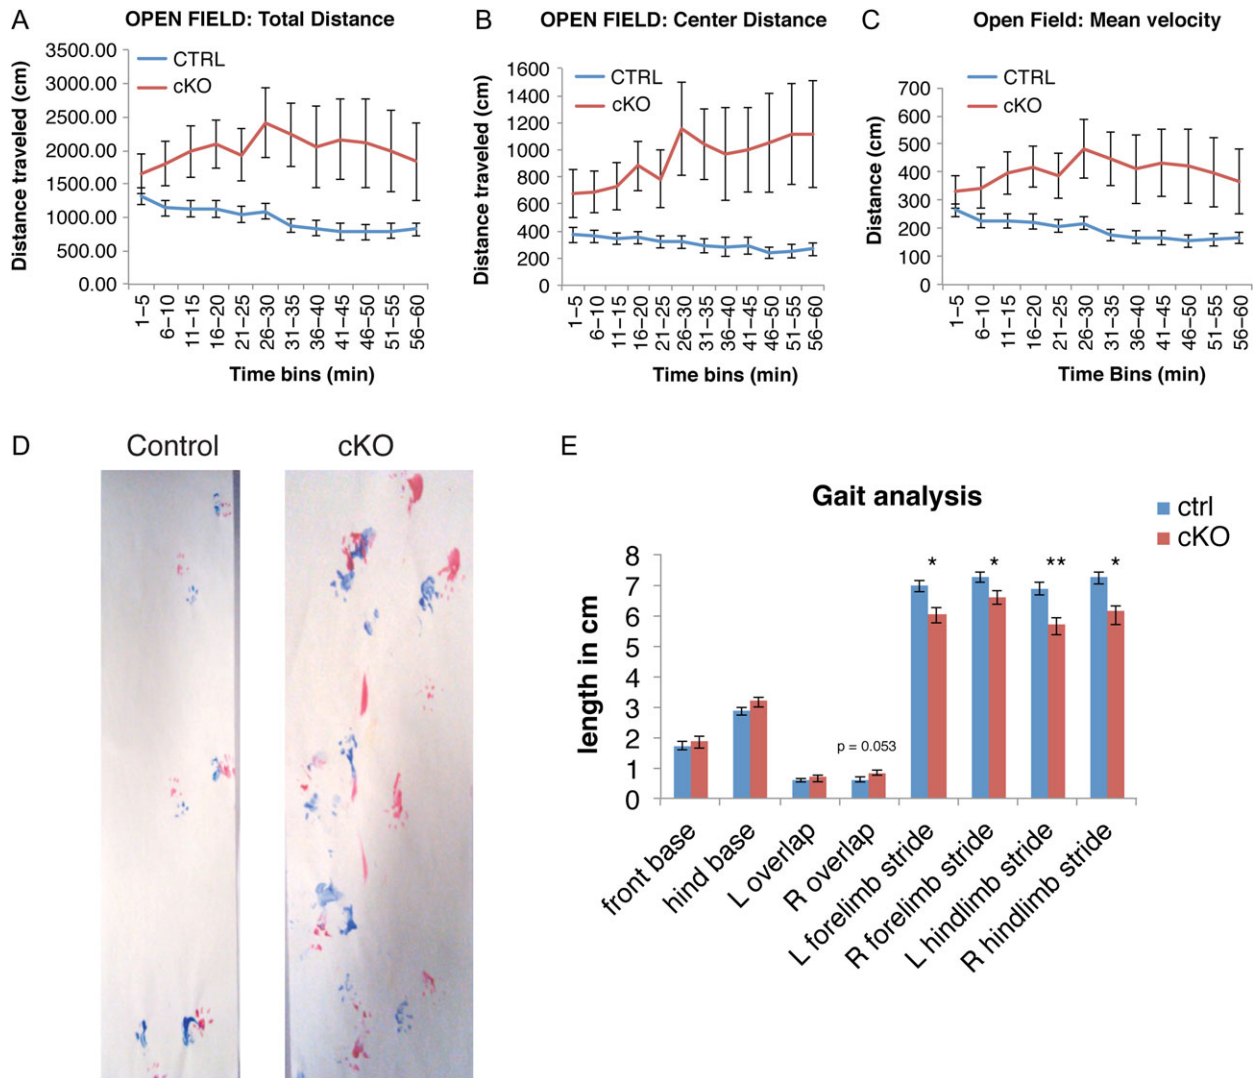 A
OPEN FIELD: Total Distance
3500.00
3000.00
2500.00
2000.00
1500.00
1000.00
500.00
0.00
Distance traveled (cm)
CTRL
cKO
1–5
6–10
11–15
16–20
21–25
26–30
31–35
36–40
41–45
46–50
51–55
56–60
Time bins (min)
B
OPEN FIELD: Center Distance
1600
1400
1200
1000
800
600
400
200
0
Distance traveled (cm)
CTRL
cKO
1–5
6–10
11–15
16–20
21–25
26–30
31–35
36–40
41–45
46–50
51–55
56–60
Time bins (min)
C
Open Field: Mean velocity
700
600
500
400
300
200
100
0
Distance (cm)
CTRL
cKO
1–5
6–10
11–15
16–20
21–25
26–30
31–35
36–40
41–45
46–50
51–55
56–60
Time Bins (min)
D
Control
cKO
E
Gait analysis
ctrl
cKO
8
7
6
5
4
3
2
1
0
length in cm
p = 0.053
*
*
**
*
front base
hind base
L overlap
R overlap
L forelimb stride
R forelimb stride
L hindlimb stride
R hindlimb stride